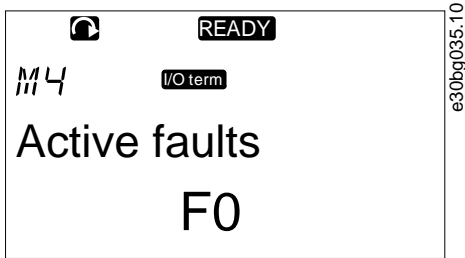 READY
M4
I/O term
Active faults
F0
e30bg035.10